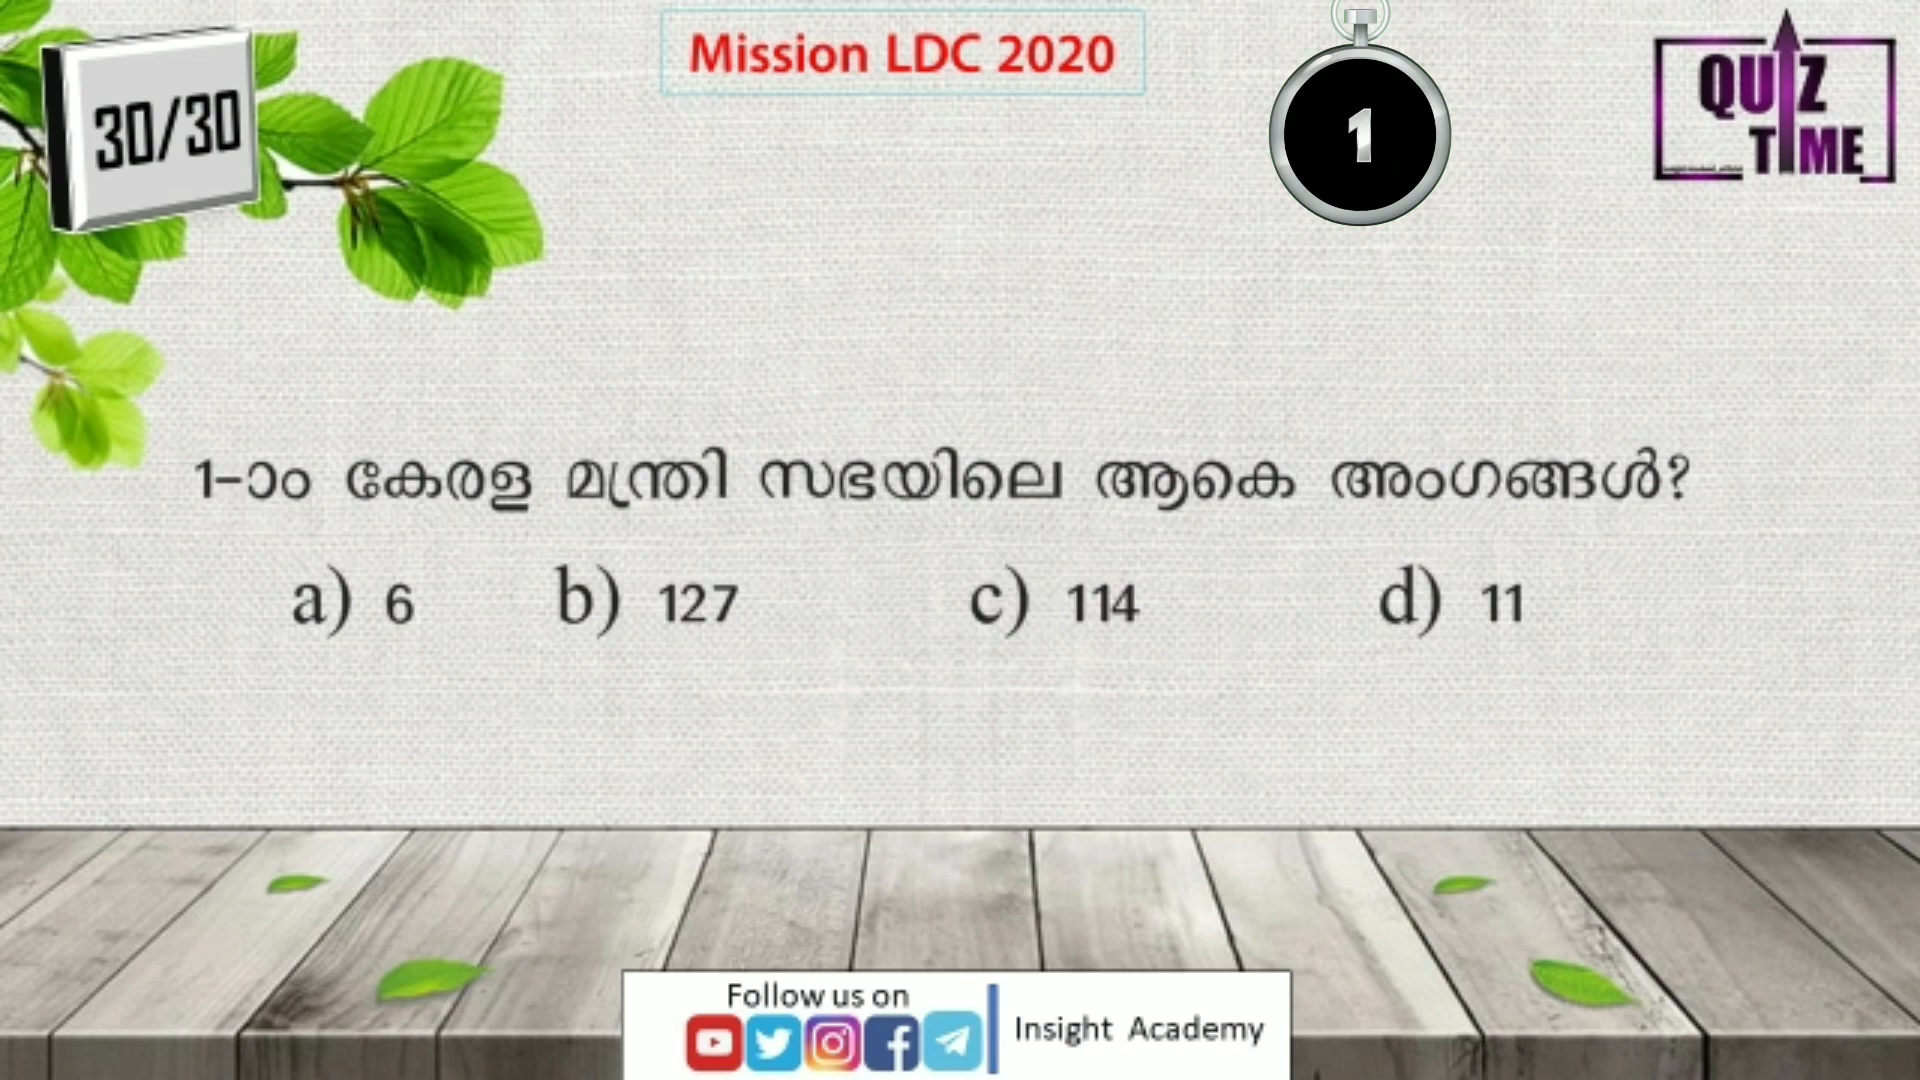 30/30
Mission LDC 2020
1
QUIZ
TIME
1-ാം കേരള മന്ത്രി സഭയിലെ ആകെ അംഗങ്ങൾ?
a) 6 b) 127 c) 114 d) 11
Follow us on
Insight Academy